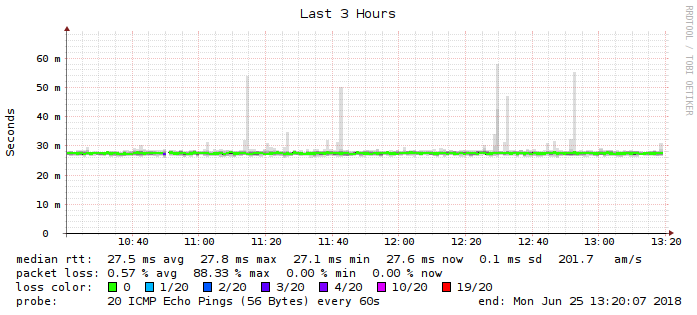 Last 3 Hours
RRDTOOL / TOBI OETIKER
Seconds
60 m
50 m
40 m
30 m
20 m
10 m
0
10:40 11:00 11:20 11:40 12:00 12:20 12:40 13:00 13:20
median rtt: 27.5 ms avg 27.8 ms max 27.1 ms min 27.6 ms now 0.1 ms sd 201.7 am/s
packet loss: 0.57 % avg 88.33 % max 0.00 % min 0.00 % now
loss color: 0 1/20 2/20 3/20 4/20 10/20 19/20
probe: 20 ICMP Echo Pings (56 Bytes) every 60s end: Mon Jun 25 13:20:07 2018